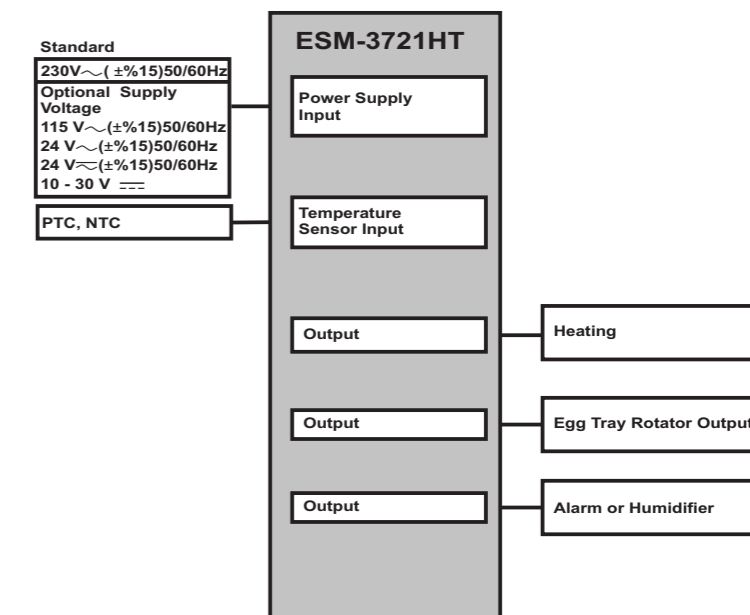 ESM-3721HT
Standard
230V～( ±%15)50/60Hz
Optional Supply
Voltage
115 V～(±%15)50/60Hz
24 V～(±%15)50/60Hz
24 V⏦(±%15)50/60Hz
10 - 30 V ⎓
Power Supply
Input
PTC, NTC
Temperature
Sensor Input
Output
Heating
Output
Egg Tray Rotator Output
Output
Alarm or Humidifier